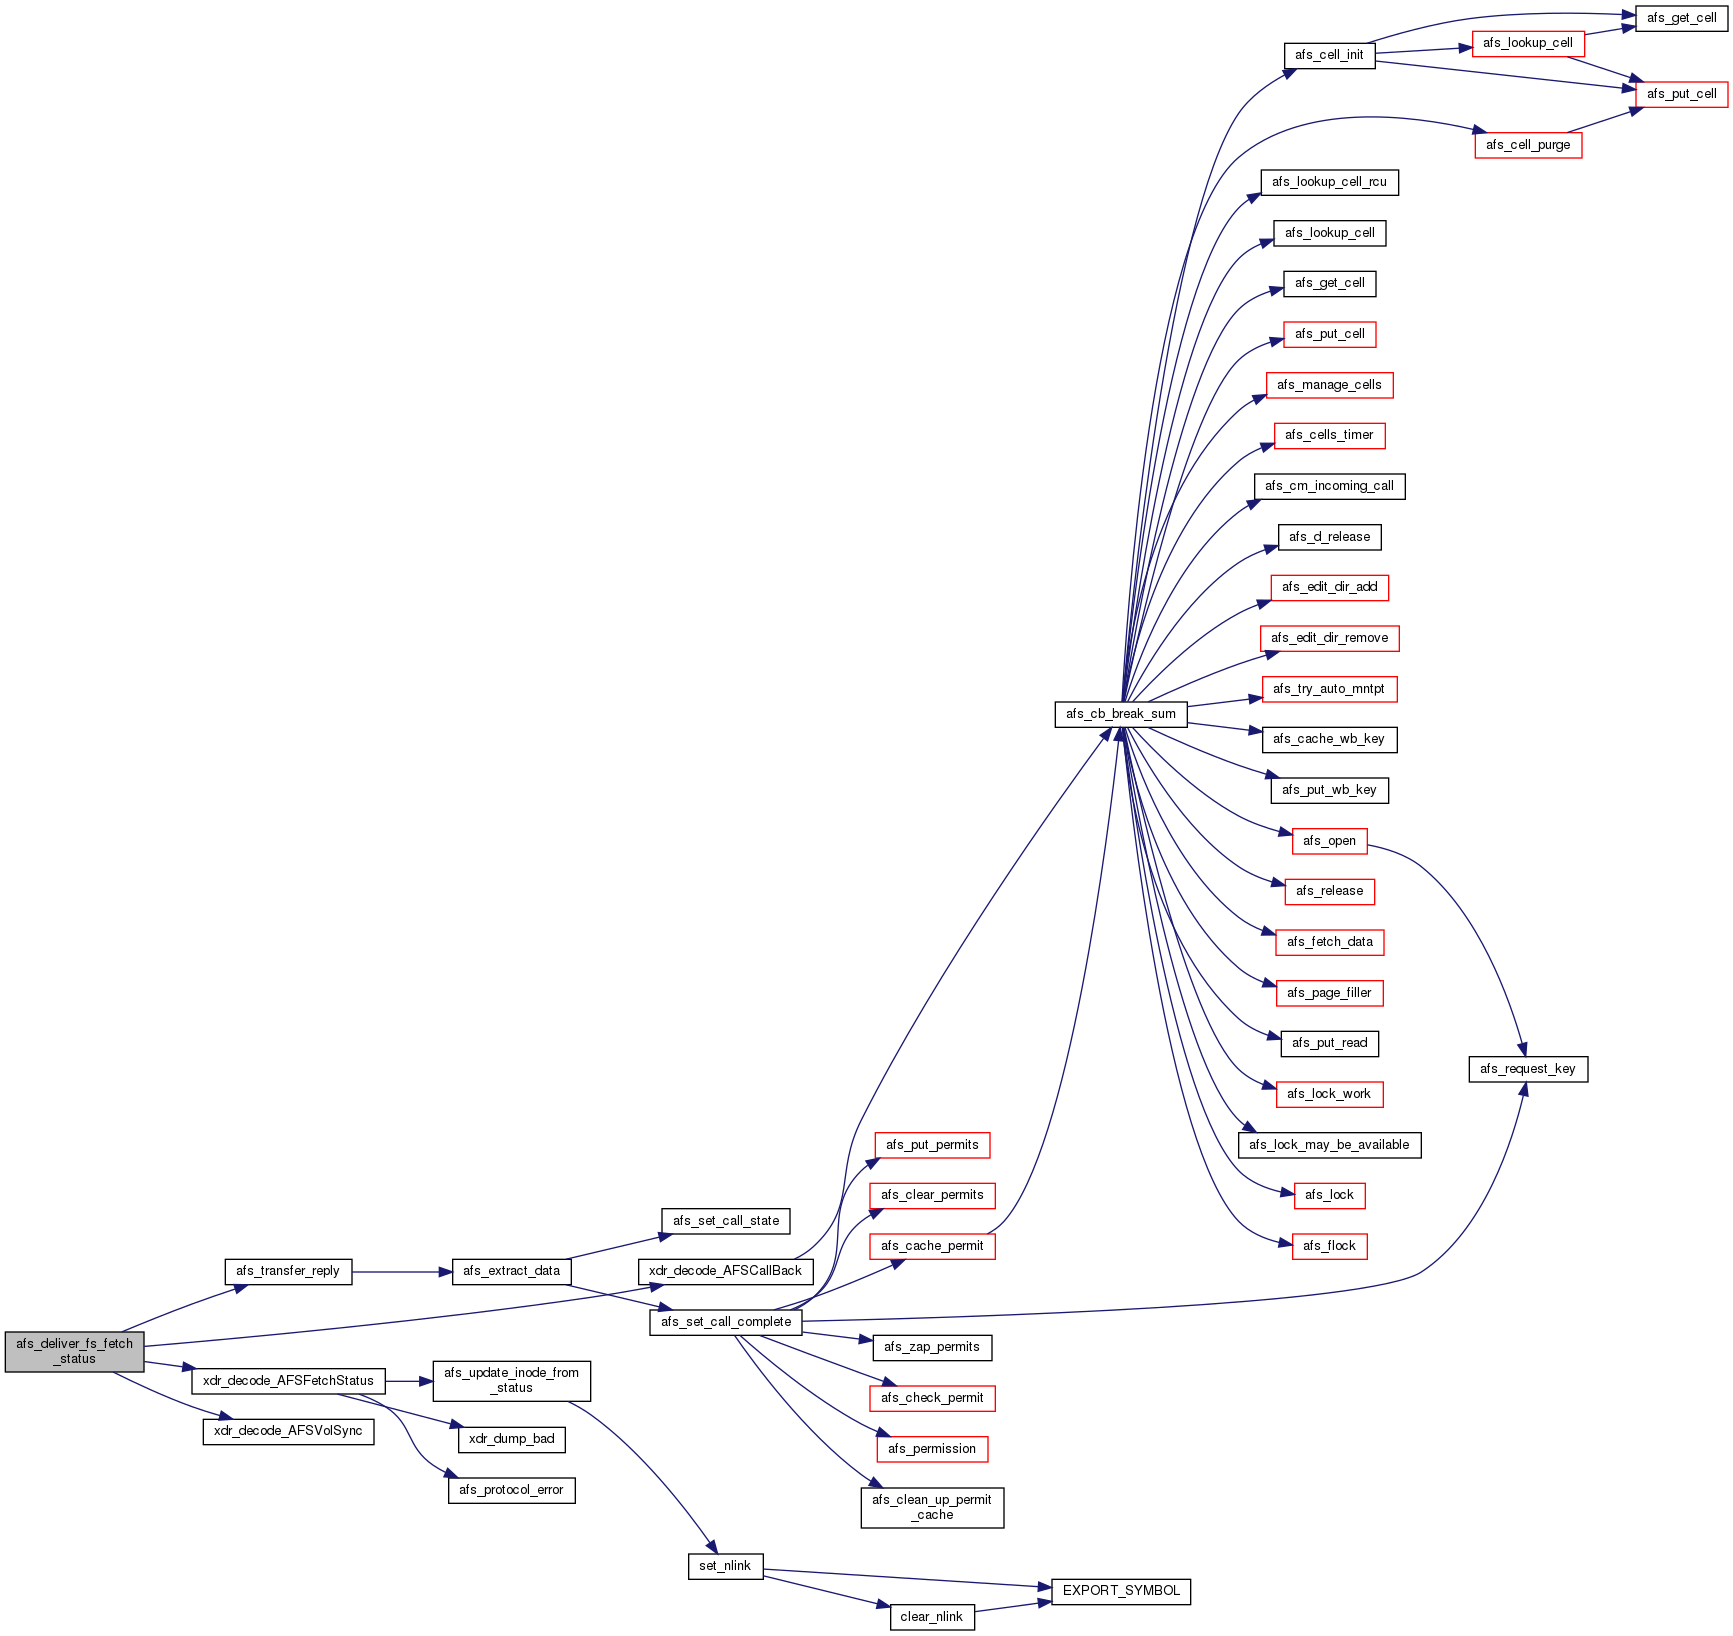 afs_get_cell
afs_lookup_cell
afs_cell_init
afs_put_cell
afs_cell_purge
afs_lookup_cell_rcu
afs_lookup_cell
afs_get_cell
afs_put_cell
afs_manage_cells
afs_cells_timer
afs_cm_incoming_call
afs_d_release
afs_edit_dir_add
afs_edit_dir_remove
afs_try_auto_mntpt
afs_cb_break_sum
afs_cache_wb_key
afs_put_wb_key
afs_open
afs_release
afs_fetch_data
afs_page_filler
afs_put_read
afs_request_key
afs_lock_work
afs_lock_may_be_available
afs_put_permits
afs_lock
afs_clear_permits
afs_set_call_state
afs_flock
afs_cache_permit
afs_transfer_reply
afs_extract_data
xdr_decode_AFSCallBack
afs_set_call_complete
afs_deliver_fs_fetch
_status
afs_zap_permits
xdr_decode_AFSFetchStatus
afs_update_inode_from
_status
afs_check_permit
xdr_decode_AFSVolSync
xdr_dump_bad
afs_permission
afs_protocol_error
afs_clean_up_permit
_cache
set_nlink
EXPORT_SYMBOL
clear_nlink